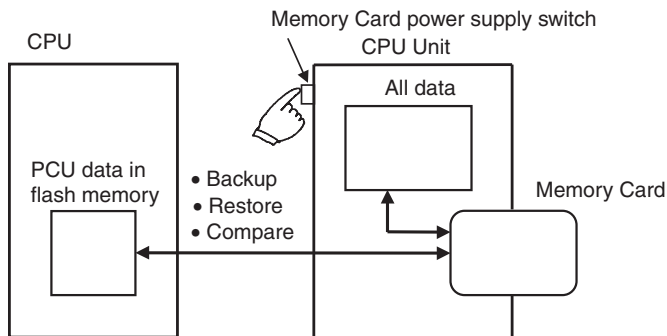 Memory Card power supply switch
CPU
CPU Unit
All data
PCU data in
flash memory
• Backup
• Restore
• Compare
Memory Card